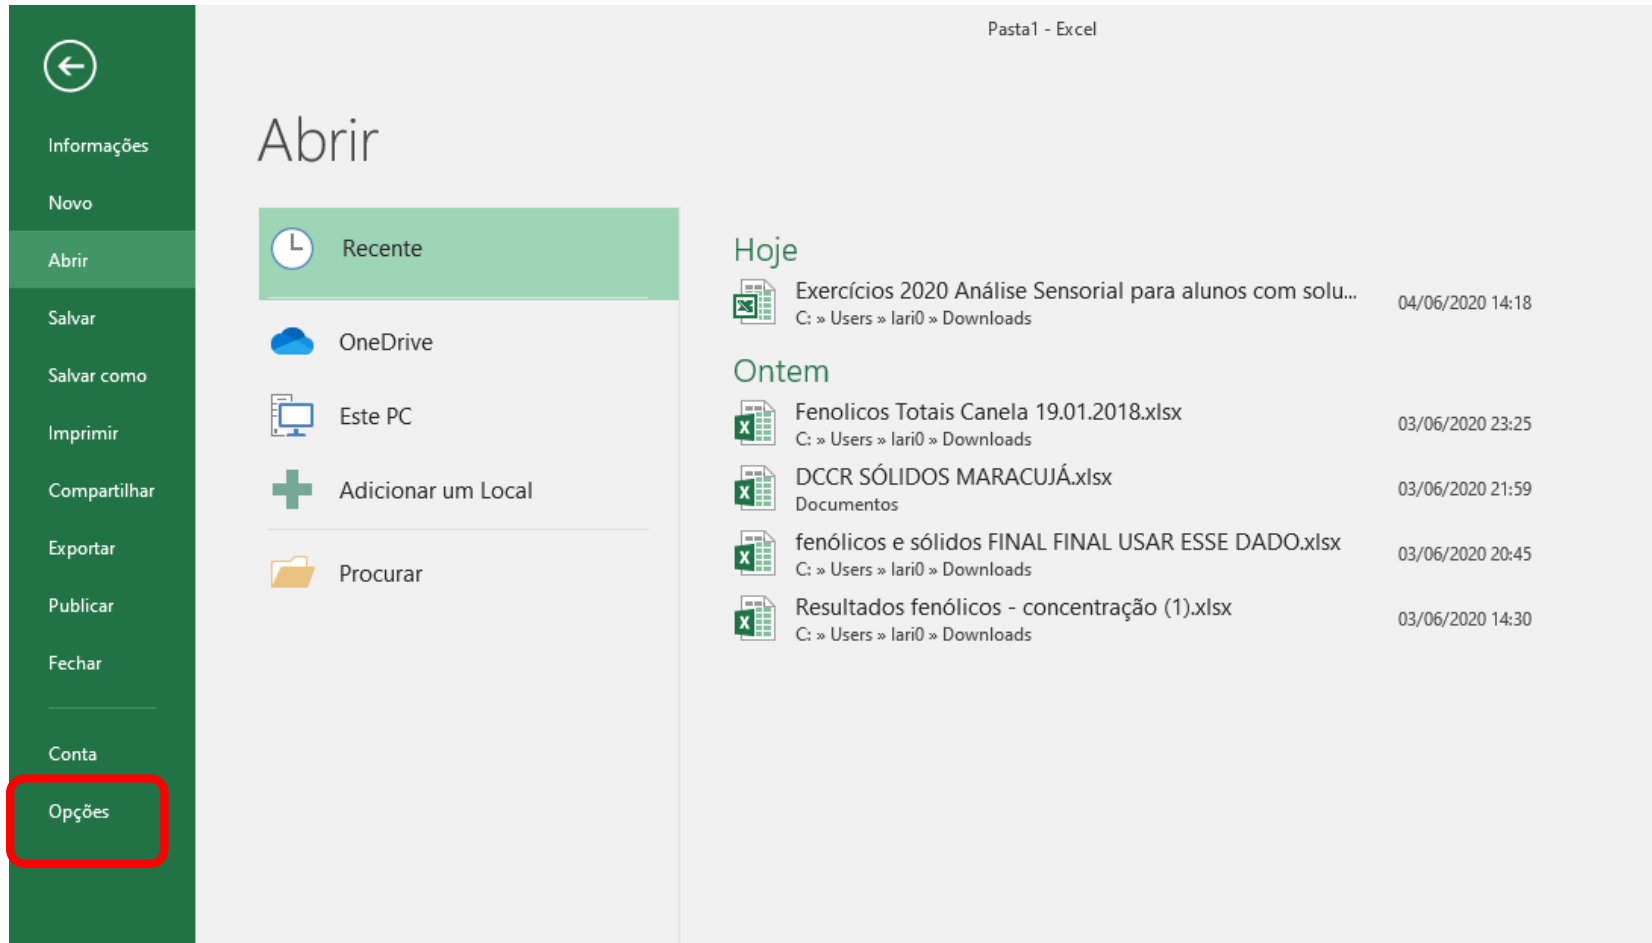 Pasta1 - Excel
Informações
Novo
Abrir
Salvar
Salvar como
Imprimir
Compartilhar
Exportar
Publicar
Fechar
Conta
Opções
Abrir
Recente
OneDrive
Este PC
Adicionar um Local
Procurar
Hoje
Exercícios 2020 Análise Sensorial para alunos com solu... 04/06/2020 14:18
C: » Users » lari0 » Downloads
Ontem
Fenolicos Totais Canela 19.01.2018.xlsx 03/06/2020 23:25
C: » Users » lari0 » Downloads
DCCR SÓLIDOS MARACUJÁ.xlsx 03/06/2020 21:59
Documentos
fenólicos e sólidos FINAL FINAL USAR ESSE DADO.xlsx 03/06/2020 20:45
C: » Users » lari0 » Downloads
Resultados fenólicos - concentração (1).xlsx 03/06/2020 14:30
C: » Users » lari0 » Downloads